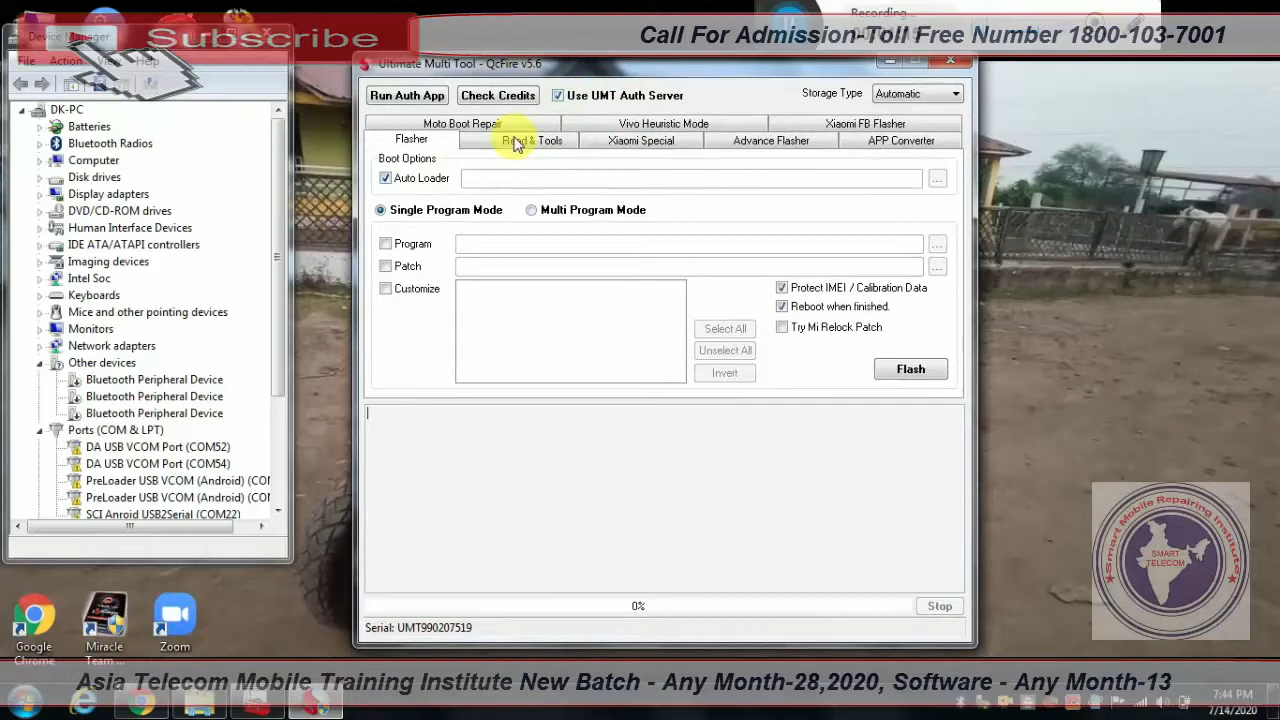 Recording...
Subscribe
Call For Admission-Toll Free Number 1800-103-7001
Device Manager
File Action View Help
DK-PC
Batteries
Bluetooth Radios
Computer
Disk drives
Display adapters
DVD/CD-ROM drives
Human Interface Devices
IDE ATA/ATAPI controllers
Imaging devices
Intel Soc
Keyboards
Mice and other pointing devices
Monitors
Network adapters
Other devices
Bluetooth Peripheral Device
Bluetooth Peripheral Device
Bluetooth Peripheral Device
Ports (COM & LPT)
DA USB VCOM Port (COM52)
DA USB VCOM Port (COM54)
PreLoader USB VCOM (Android) (CO
PreLoader USB VCOM (Android) (CO
SCI Anroid USB2Serial (COM22)
Ultimate Multi Tool - QcFire v5.6
Run Auth App Check Credits Use UMT Auth Server Storage Type Automatic
Moto Boot Repair Vivo Heuristic Mode Xiaomi FB Flasher
Flasher Read & Tools Xiaomi Special Advance Flasher APP Converter
Boot Options
Auto Loader ...
Single Program Mode Multi Program Mode
Program ...
Patch ...
Customize
Protect IMEI / Calibration Data
Reboot when finished.
Try Mi Relock Patch
Select All
Unselect All
Invert
Flash
0% Stop
Serial: UMT990207519
Smart Mobile Repairing Institute
SMART
TELECOM
Google
Chrome
Miracle
Team ...
Zoom
Asia Telecom Mobile Training Institute New Batch - Any Month-28,2020, Software - Any Month-13
7:44 PM
7/14/2020